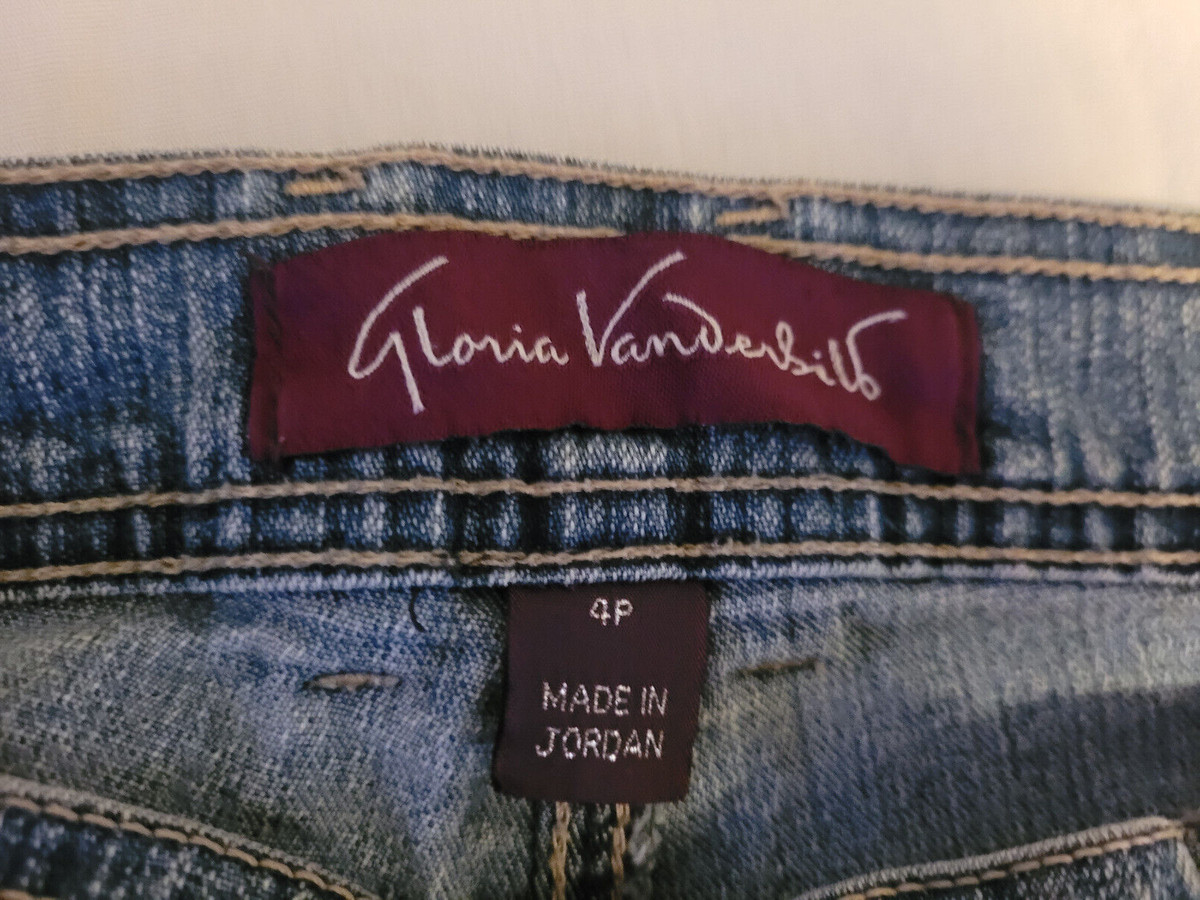 Gloria Vanderbilt
4P
MADE IN
JORDAN